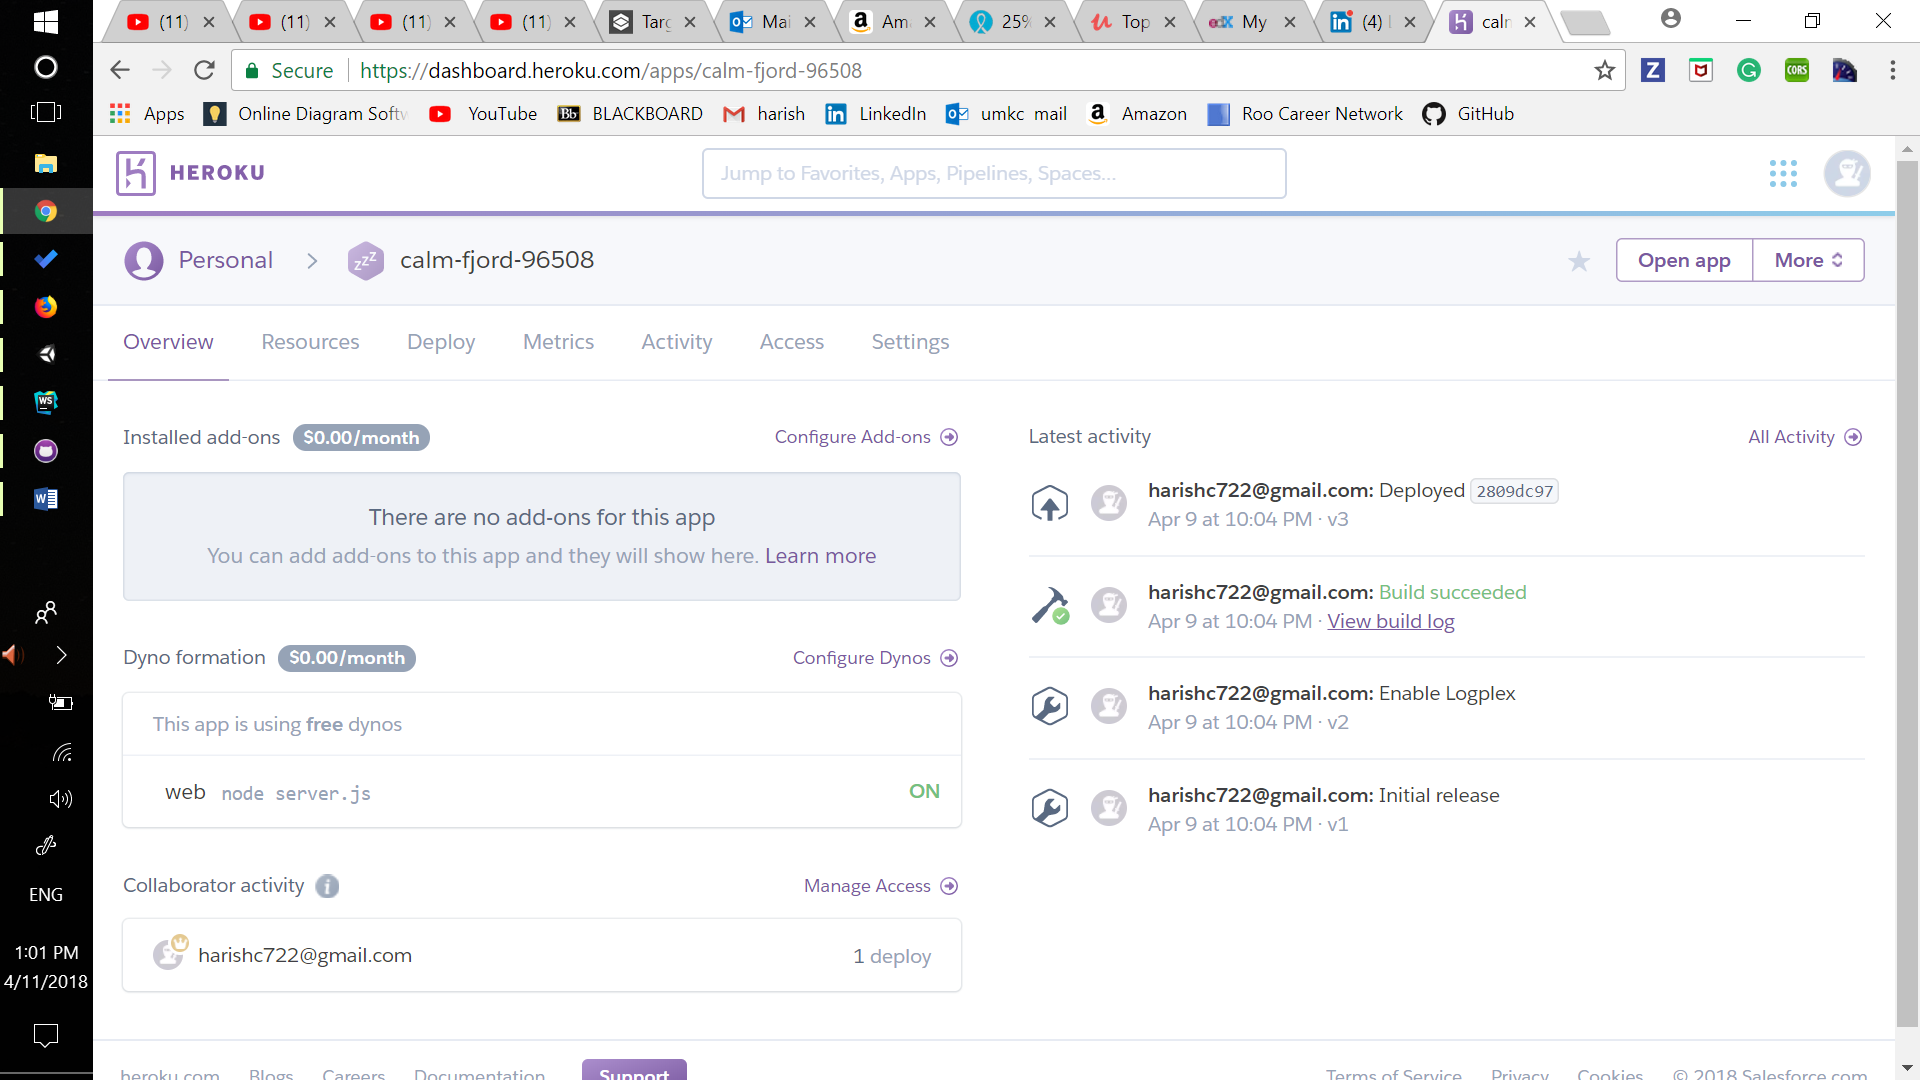 (11) (11) (11) (11) Targ Mai Am 25% Top My (4) L calm
Secure https://dashboard.heroku.com/apps/calm-fjord-96508
Apps Online Diagram Softw YouTube BLACKBOARD harish LinkedIn umkc mail Amazon Roo Career Network GitHub
HEROKU Jump to Favorites, Apps, Pipelines, Spaces...
Personal calm-fjord-96508 Open app More
Overview Resources Deploy Metrics Activity Access Settings
Installed add-ons $0.00/month Configure Add-ons
There are no add-ons for this app
You can add add-ons to this app and they will show here. Learn more
Dyno formation $0.00/month Configure Dynos
This app is using free dynos
web node server.js ON
Collaborator activity Manage Access
harishc722@gmail.com 1 deploy
Latest activity All Activity
harishc722@gmail.com: Deployed 2809dc97
Apr 9 at 10:04 PM · v3
harishc722@gmail.com: Build succeeded
Apr 9 at 10:04 PM · View build log
harishc722@gmail.com: Enable Logplex
Apr 9 at 10:04 PM · v2
harishc722@gmail.com: Initial release
Apr 9 at 10:04 PM · v1
heroku.com Blogs Careers Documentation Support Terms of Service Privacy Cookies © 2018 Salesforce.com
ENG
1:01 PM
4/11/2018